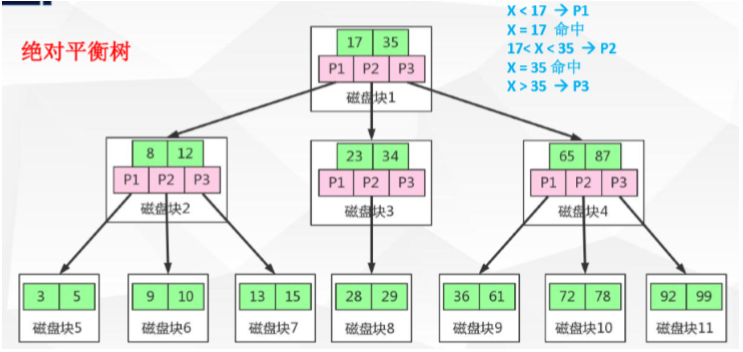 绝对平衡树
X < 17 → P1
X = 17 命中
17< X < 35 → P2
X = 35 命中
X > 35 → P3
17 35
P1 P2 P3
磁盘块1
8 12
P1 P2 P3
磁盘块2
23 34
P1 P2 P3
磁盘块3
65 87
P1 P2 P3
磁盘块4
3 5
磁盘块5
9 10
磁盘块6
13 15
磁盘块7
28 29
磁盘块8
36 61
磁盘块9
72 78
磁盘块10
92 99
磁盘块11